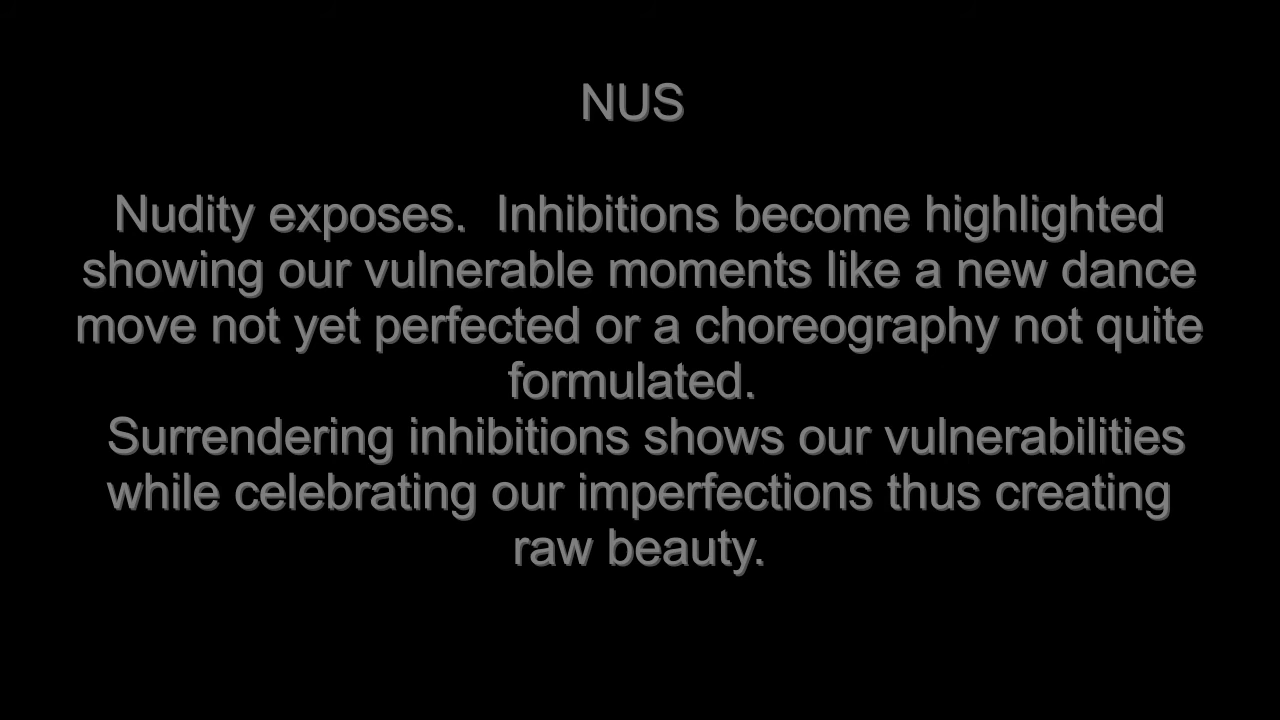 NUS
Nudity exposes.  Inhibitions become highlighted
showing our vulnerable moments like a new dance
move not yet perfected or a choreography not quite
formulated.
Surrendering inhibitions shows our vulnerabilities
while celebrating our imperfections thus creating
raw beauty.